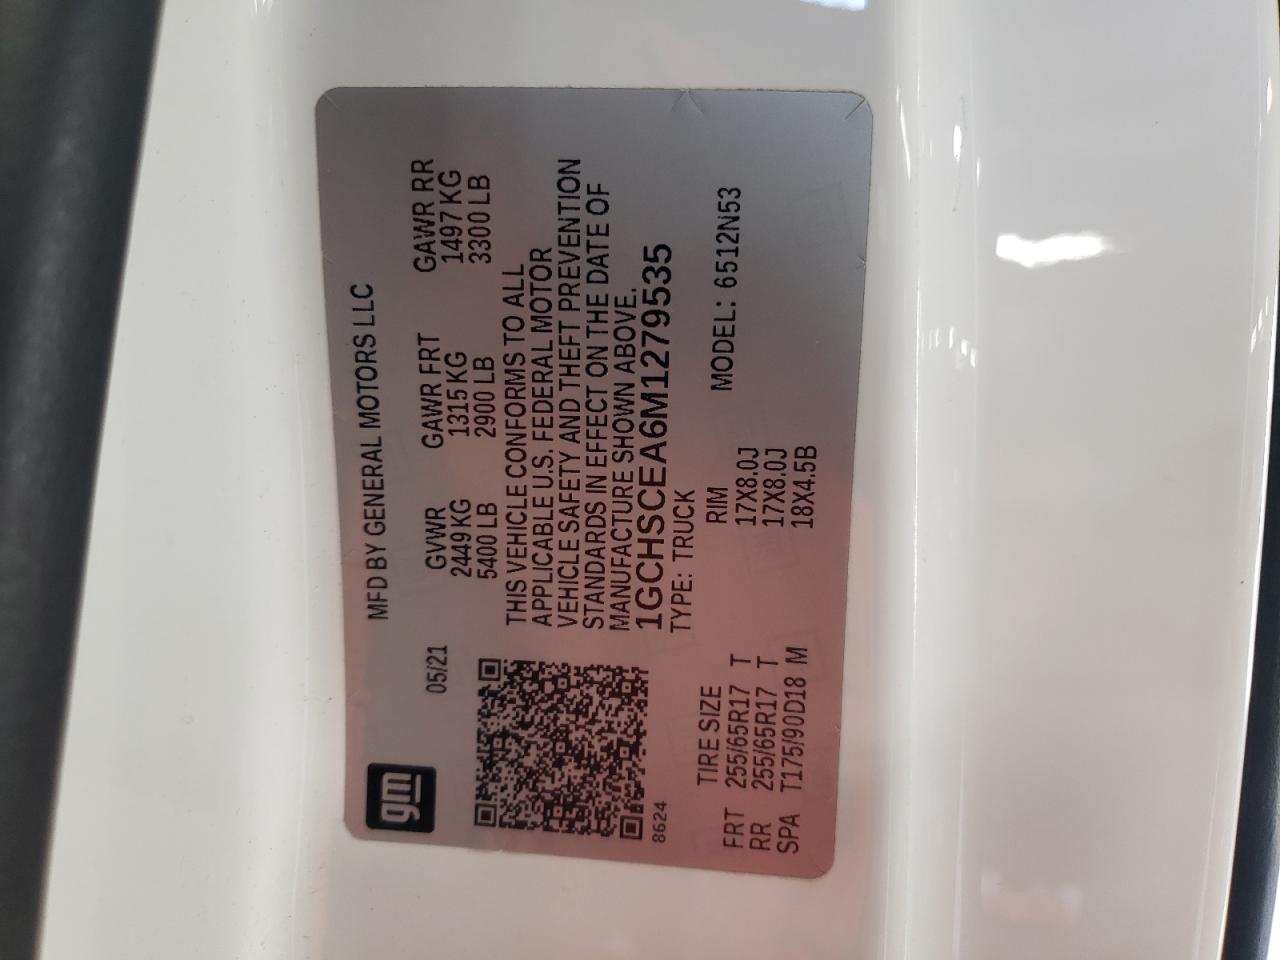 gm
MFD BY GENERAL MOTORS LLC
05/21
GVWR GAWR FRT GAWR RR
2449 KG 1315 KG 1497 KG
5400 LB 2900 LB 3300 LB
THIS VEHICLE CONFORMS TO ALL
APPLICABLE U.S. FEDERAL MOTOR
VEHICLE SAFETY AND THEFT PREVENTION
STANDARDS IN EFFECT ON THE DATE OF
MANUFACTURE SHOWN ABOVE.
1GCHSCEA6M1279535
8624
TYPE: TRUCK
MODEL: 6512N53
TIRE SIZE RIM
FRT 255/65R17 T 17X8.0J
RR 255/65R17 T 17X8.0J
SPA T175/90D18 M 18X4.5B